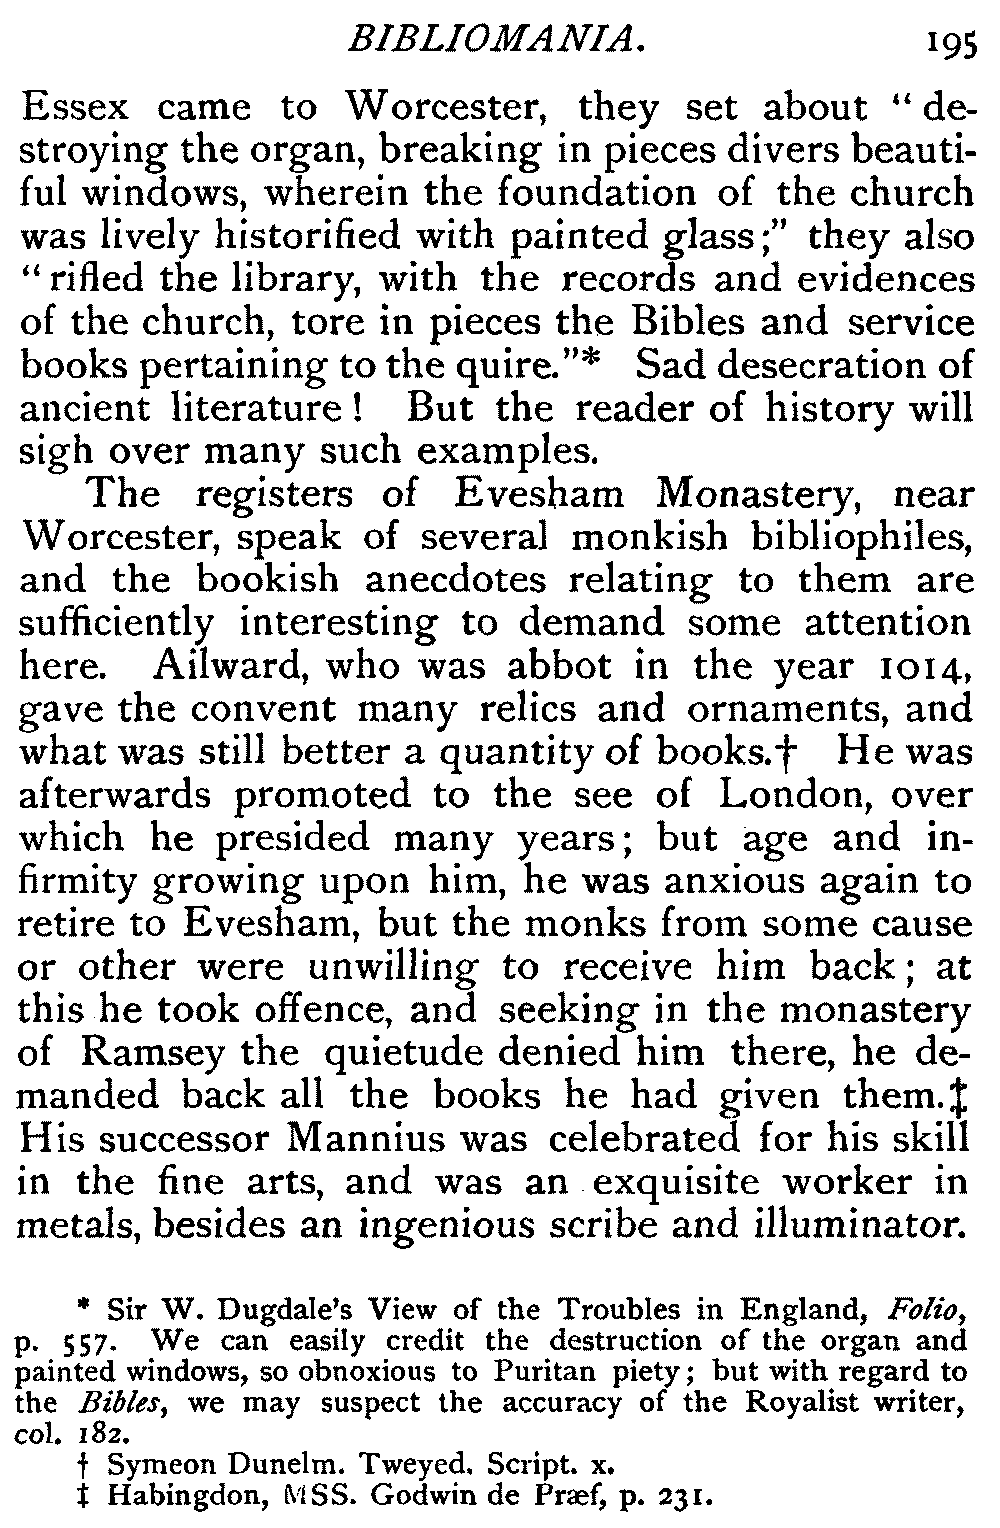 BIBLIOMANIA. 195
Essex came to Worcester, they set about “de-
stroying the organ, breaking in pieces divers beauti-
ful windows, wherein the foundation of the church
was lively historified with painted glass;” they also
“rifled the library, with the records and evidences
of the church, tore in pieces the Bibles and service
books pertaining to the quire.”* Sad desecration of
ancient literature! But the reader of history will
sigh over many such examples.
The registers of Evesham Monastery, near
Worcester, speak of several monkish bibliophiles,
and the bookish anecdotes relating to them are
sufficiently interesting to demand some attention
here. Ailward, who was abbot in the year 1014,
gave the convent many relics and ornaments, and
what was still better a quantity of books.† He was
afterwards promoted to the see of London, over
which he presided many years; but age and in-
firmity growing upon him, he was anxious again to
retire to Evesham, but the monks from some cause
or other were unwilling to receive him back; at
this he took offence, and seeking in the monastery
of Ramsey the quietude denied him there, he de-
manded back all the books he had given them.‡
His successor Mannius was celebrated for his skill
in the fine arts, and was an exquisite worker in
metals, besides an ingenious scribe and illuminator.
* Sir W. Dugdale’s View of the Troubles in England, Folio,
p. 557. We can easily credit the destruction of the organ and
painted windows, so obnoxious to Puritan piety; but with regard to
the Bibles, we may suspect the accuracy of the Royalist writer,
col. 182.
† Symeon Dunelm. Tweyed. Script. x.
‡ Habingdon, MSS. Godwin de Præf, p. 231.